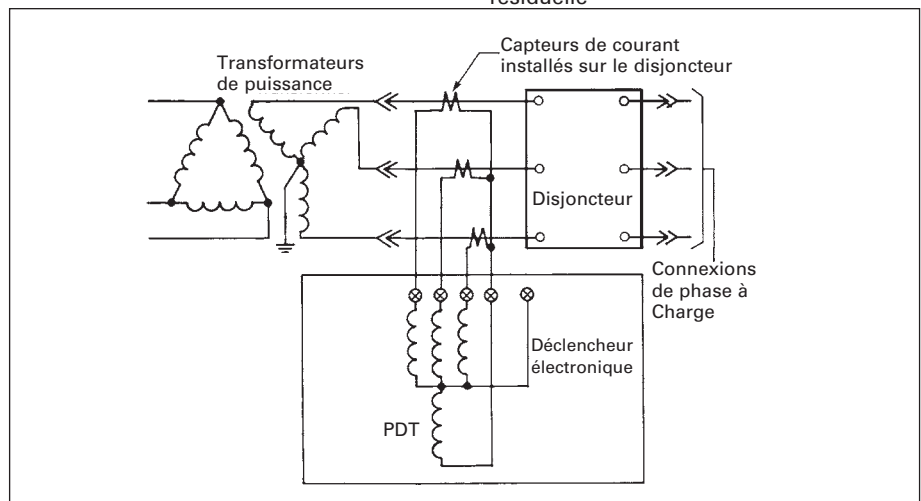 résiduelle
Capteurs de courant
installés sur le disjoncteur
Transformateurs
de puissance
Disjoncteur
Connexions
de phase à
Charge
Déclencheur
électronique
PDT